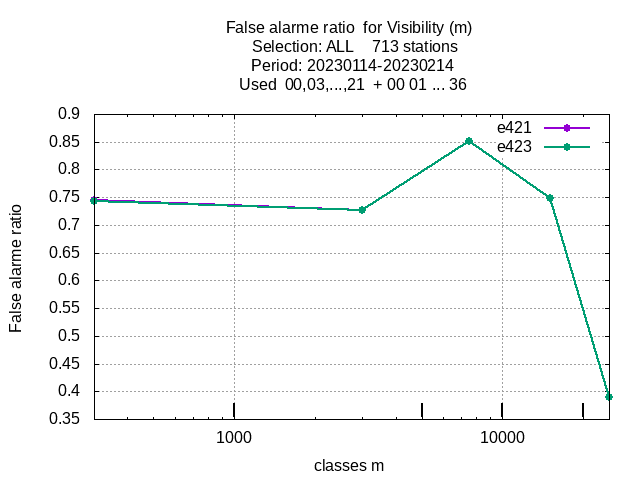 False alarme ratio  for Visibility (m)
Selection: ALL    713 stations
Period: 20230114-20230214
Used  00,03,...,21  + 00 01 ... 36
0.9
0.85
0.8
0.75
0.7
0.65
0.6
0.55
0.5
0.45
0.4
0.35
False alarme ratio
e421
e423
1000
10000
classes m